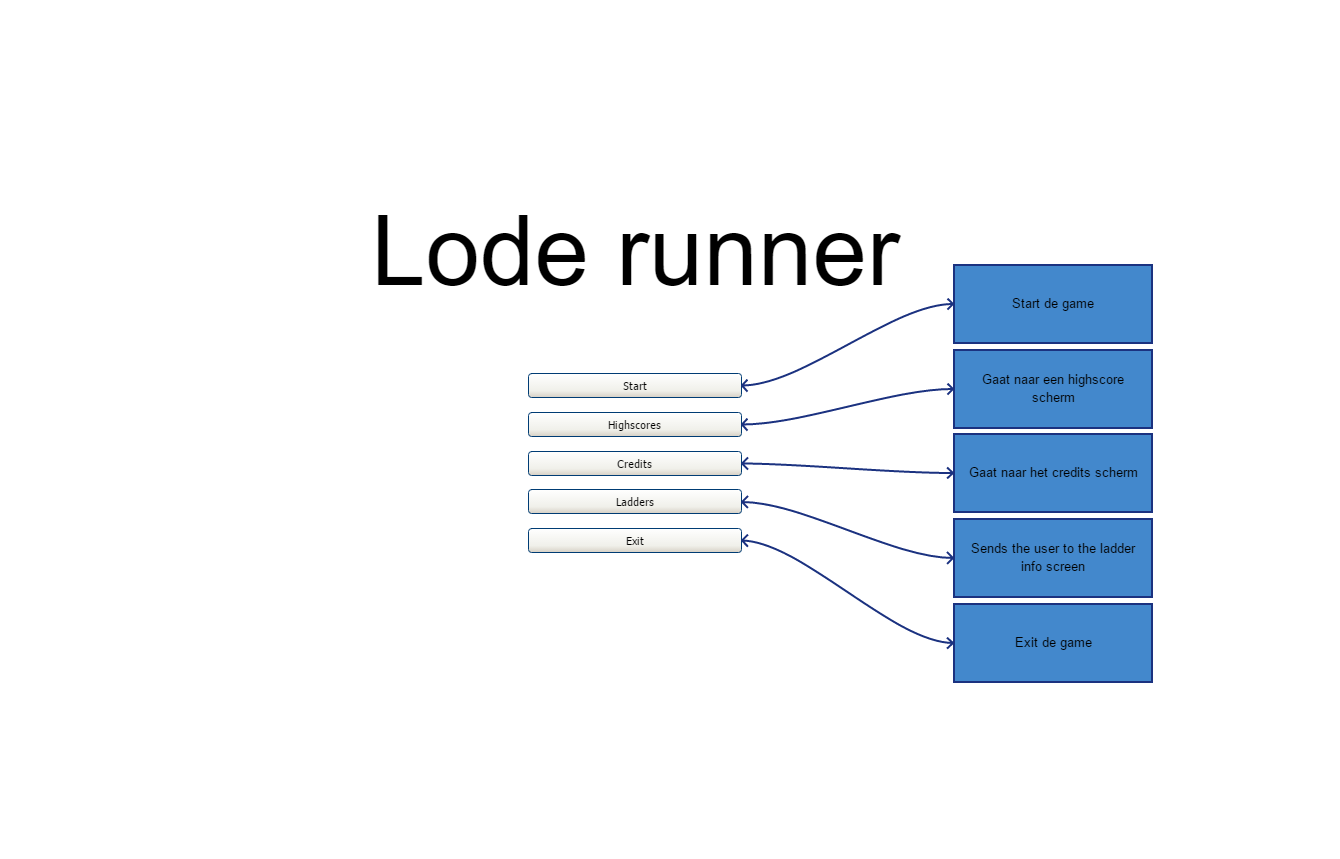 Lode runner
Start
Highscores
Credits
Ladders
Exit
Start de game
Gaat naar een highscore
scherm
Gaat naar het credits scherm
Sends the user to the ladder
info screen
Exit de game